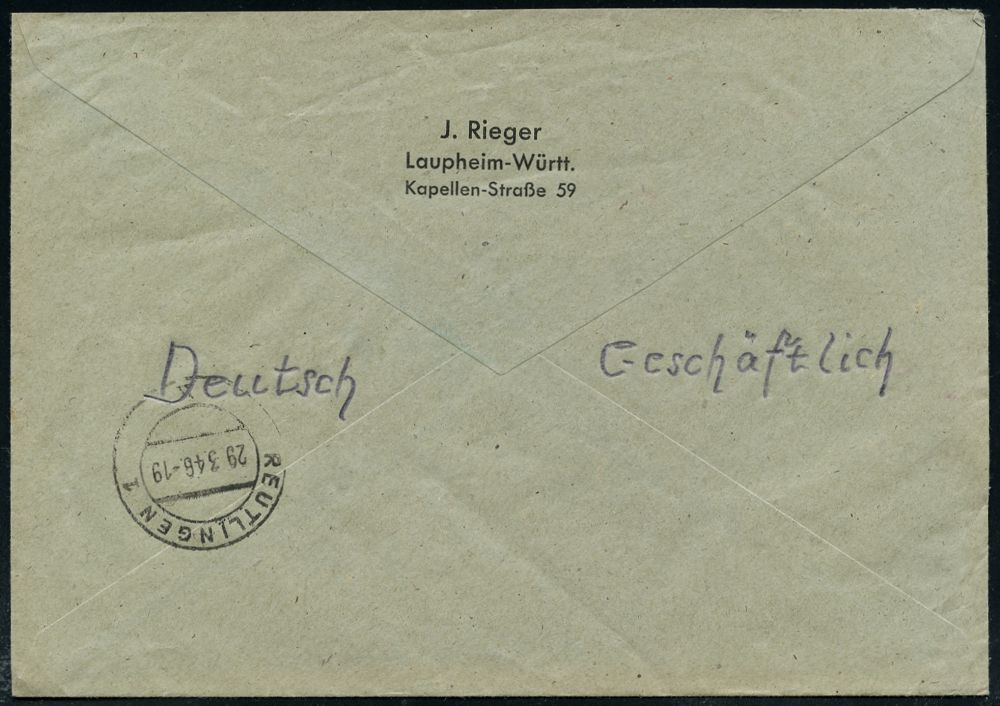 J. Rieger
Laupheim-Württ.
Kapellen-Straße 59
Deutsch Geschäftlich
29.3.46.-19
REUTLINGEN 1